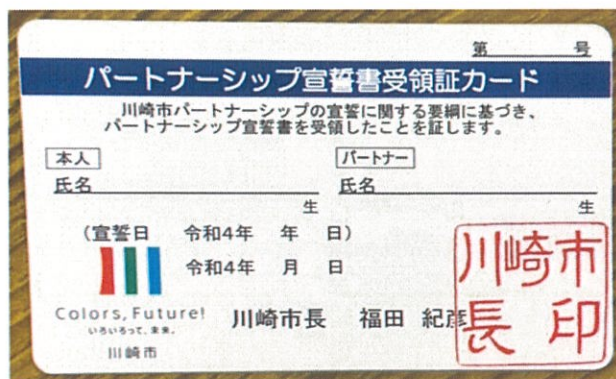 第 号
パートナーシップ宣誓書受領証カード
川崎市パートナーシップの宣誓に関する要綱に基づき、
パートナーシップ宣誓書を受領したことを証します。
本人 パートナー
氏名 氏名
生 生
(宣誓日 令和4年 年 日)
令和4年 月 日
Colors, Future!
いろいろって、未来。
川崎市
川崎市長 福田 紀彦
川崎市
長印